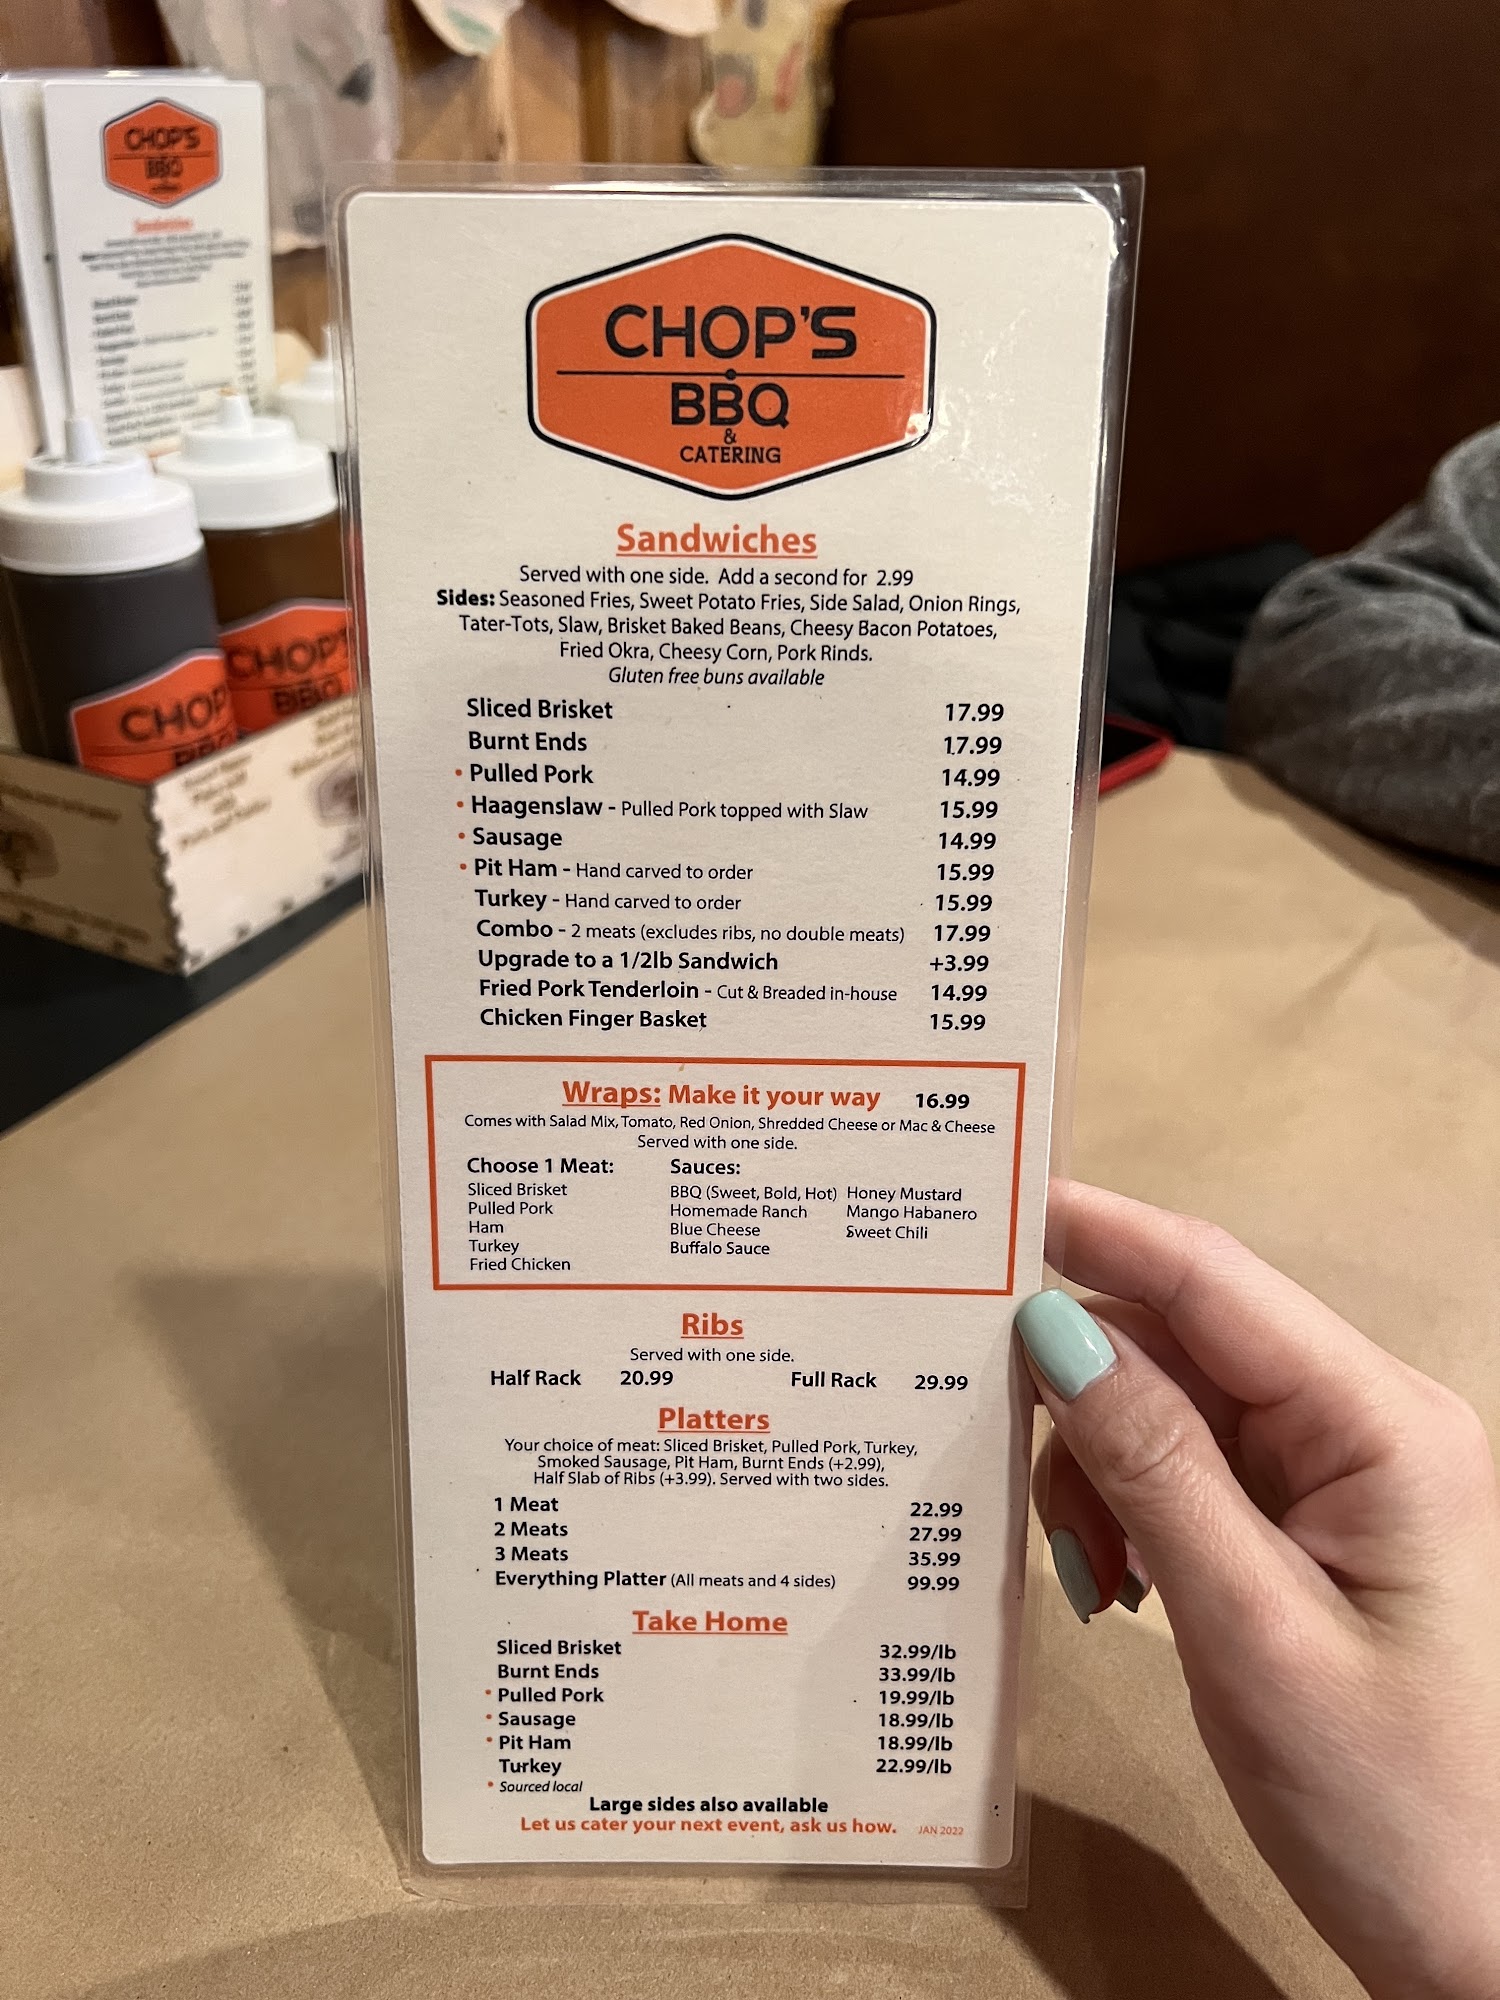 CHOP'S
BBQ
&
CATERING
Sandwiches
Served with one side. Add a second for 2.99
Sides: Seasoned Fries, Sweet Potato Fries, Side Salad, Onion Rings,
Tater-Tots, Slaw, Brisket Baked Beans, Cheesy Bacon Potatoes,
Fried Okra, Cheesy Corn, Pork Rinds.
Gluten free buns available
Sliced Brisket 17.99
Burnt Ends 17.99
• Pulled Pork 14.99
• Haagenslaw - Pulled Pork topped with Slaw 15.99
• Sausage 14.99
• Pit Ham - Hand carved to order 15.99
Turkey - Hand carved to order 15.99
Combo - 2 meats (excludes ribs, no double meats) 17.99
Upgrade to a 1/2lb Sandwich +3.99
Fried Pork Tenderloin - Cut & Breaded in-house 14.99
Chicken Finger Basket 15.99
Wraps: Make it your way 16.99
Comes with Salad Mix, Tomato, Red Onion, Shredded Cheese or Mac & Cheese
Served with one side.
Choose 1 Meat: Sauces:
Sliced Brisket BBQ (Sweet, Bold, Hot) Honey Mustard
Pulled Pork Homemade Ranch Mango Habanero
Ham Blue Cheese Sweet Chili
Turkey Buffalo Sauce
Fried Chicken
Ribs
Served with one side.
Half Rack 20.99 Full Rack 29.99
Platters
Your choice of meat: Sliced Brisket, Pulled Pork, Turkey,
Smoked Sausage, Pit Ham, Burnt Ends (+2.99),
Half Slab of Ribs (+3.99). Served with two sides.
1 Meat 22.99
2 Meats 27.99
3 Meats 35.99
Everything Platter (All meats and 4 sides) 99.99
Take Home
Sliced Brisket 32.99/lb
Burnt Ends 33.99/lb
• Pulled Pork 19.99/lb
• Sausage 18.99/lb
• Pit Ham 18.99/lb
Turkey 22.99/lb
• Sourced local
Large sides also available
Let us cater your next event, ask us how. JAN 2022
CHOP'S
BBQ
Sandwiches
CHOP'S
BBQ
CHOP
BBQ